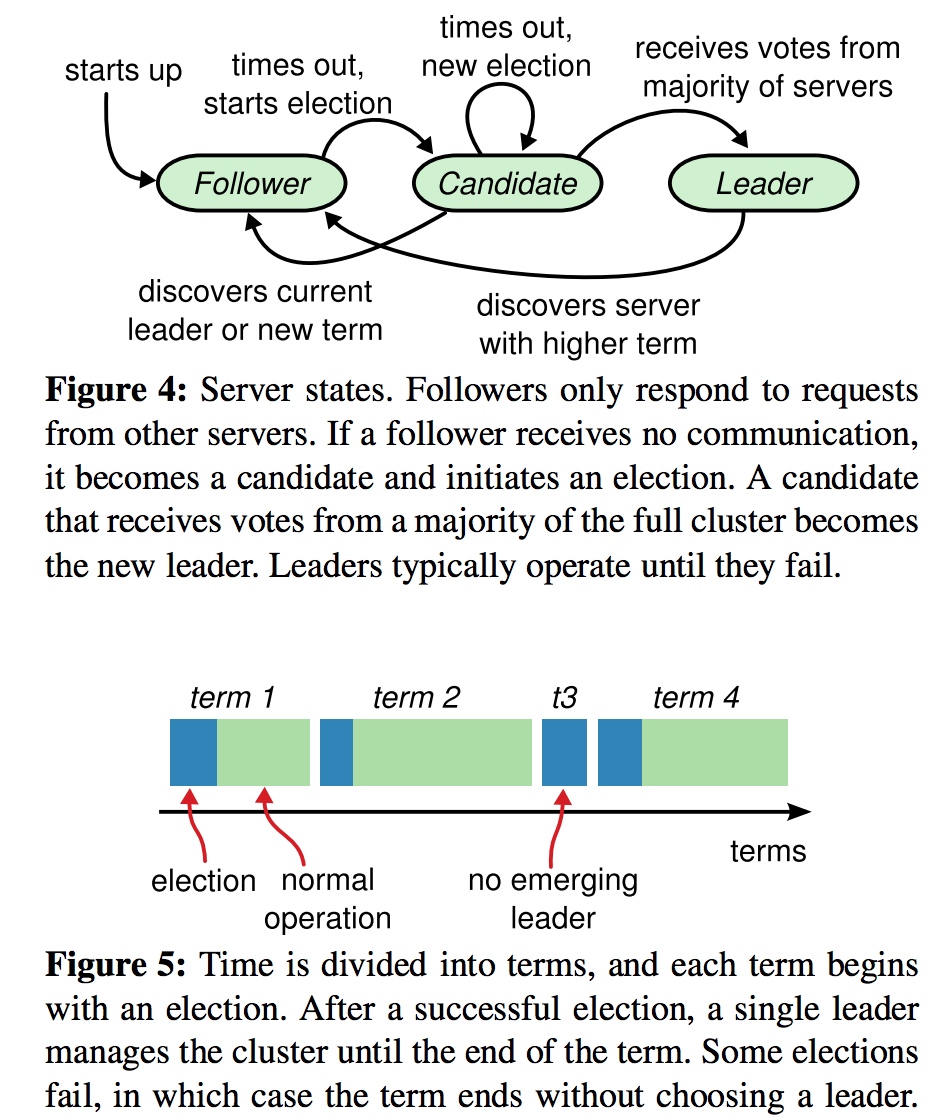 starts up
times out,
starts election
times out,
new election
receives votes from
majority of servers
Follower
Candidate
Leader
discovers current
leader or new term
discovers server
with higher term
Figure 4: Server states. Followers only respond to requests
from other servers. If a follower receives no communication,
it becomes a candidate and initiates an election. A candidate
that receives votes from a majority of the full cluster becomes
the new leader. Leaders typically operate until they fail.
term 1
term 2
t3
term 4
terms
election
normal
operation
no emerging
leader
Figure 5: Time is divided into terms, and each term begins
with an election. After a successful election, a single leader
manages the cluster until the end of the term. Some elections
fail, in which case the term ends without choosing a leader.